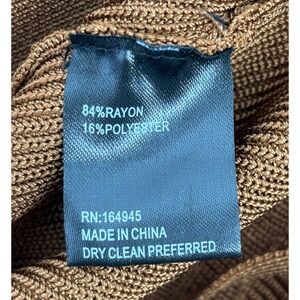 84%RAYON
16%POLYESTER
RN:164945
MADE IN CHINA
DRY CLEAN PREFERRED